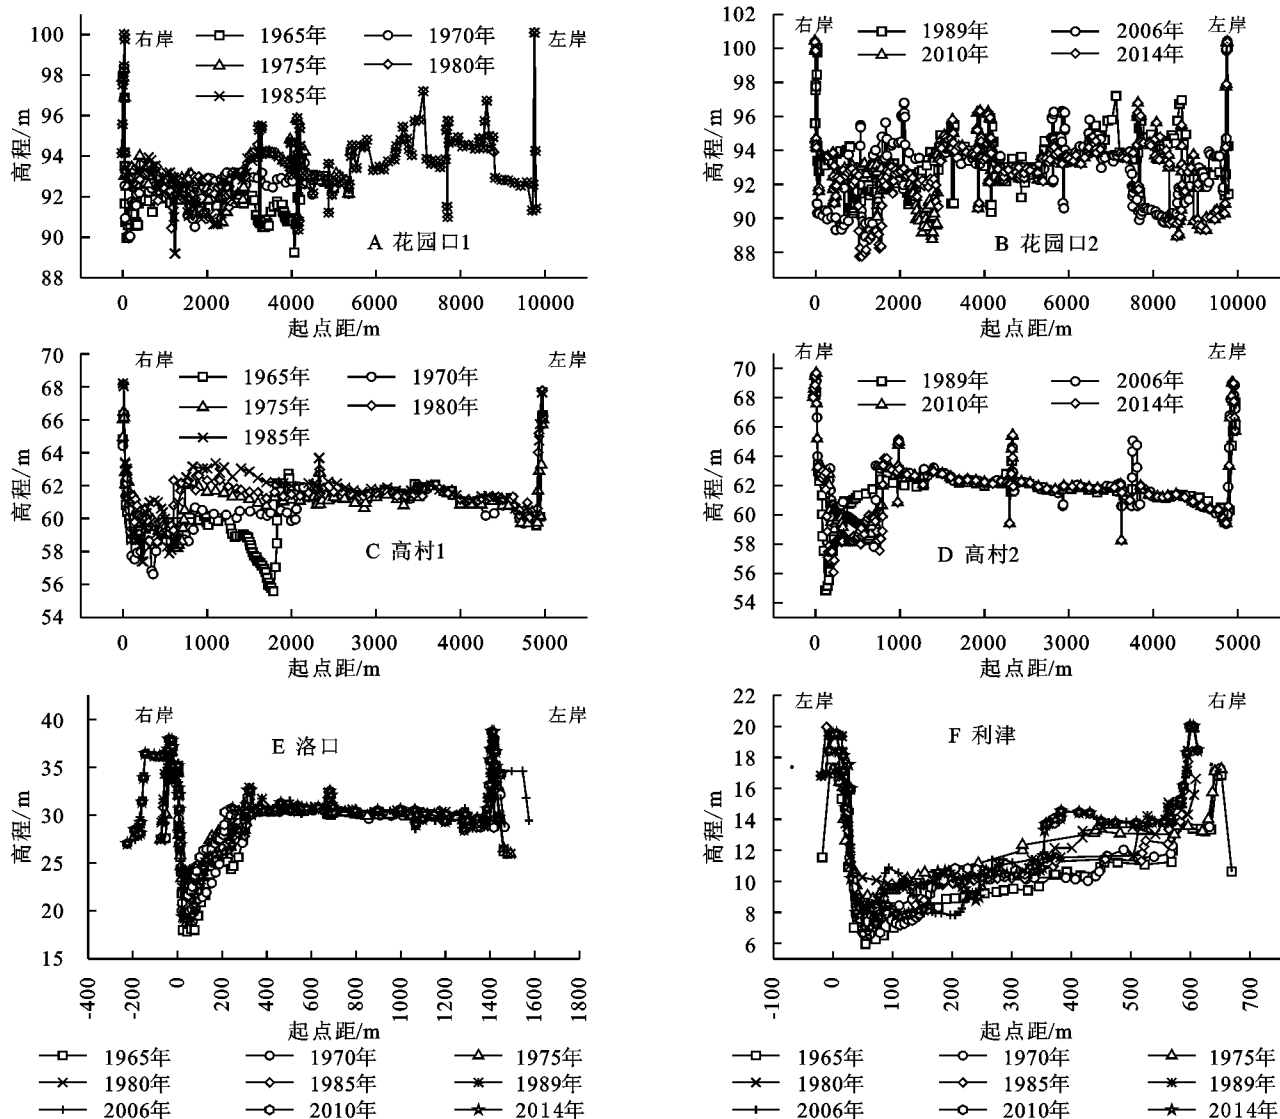 右岸
左岸
1965年
1970年
1975年
1980年
1985年
高程/m
100
98
96
94
92
90
88
A 花园口1
0 2000 4000 6000 8000 10000
起点距/m
右岸
左岸
1989年
2006年
2010年
2014年
高程/m
102
100
98
96
94
92
90
88
B 花园口2
0 2000 4000 6000 8000 10000
起点距/m
右岸
左岸
1965年
1970年
1975年
1980年
1985年
高程/m
70
68
66
64
62
60
58
56
54
C 高村1
0 1000 2000 3000 4000 5000
起点距/m
右岸
左岸
1989年
2006年
2010年
2014年
高程/m
70
68
66
64
62
60
58
56
54
D 高村2
0 1000 2000 3000 4000 5000
起点距/m
右岸
左岸
E 洛口
高程/m
40
35
30
25
20
15
-400 -200 0 200 400 600 800 1000 1200 1400 1600 1800
起点距/m
1965年 1970年 1975年
1980年 1985年 1989年
2006年 2010年 2014年
左岸
右岸
F 利津
高程/m
22
20
18
16
14
12
10
8
6
-100 0 100 200 300 400 500 600 700
起点距/m
1965年 1970年 1975年
1980年 1985年 1989年
2006年 2010年 2014年